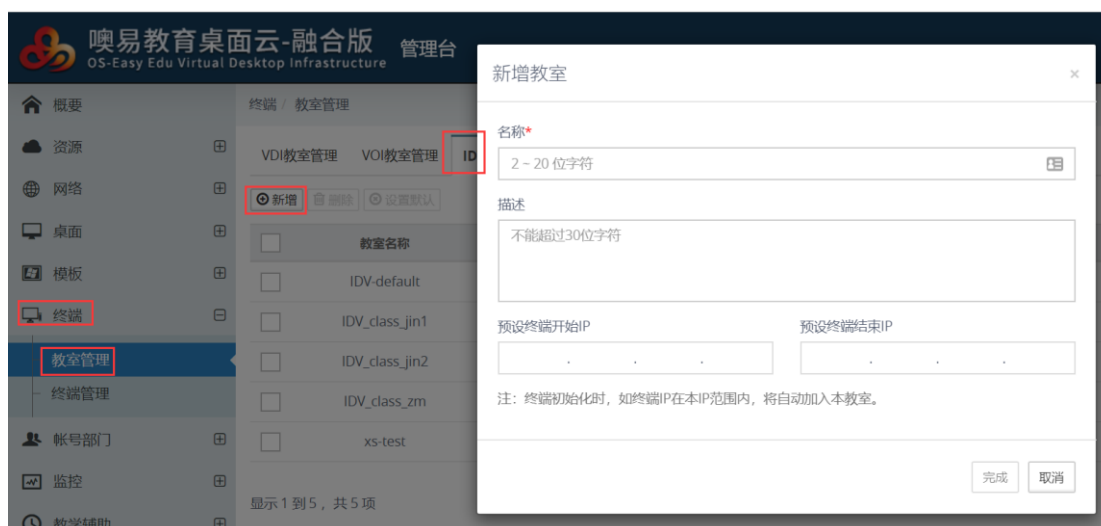 噢易教育桌面云-融合版 管理台
OS-Easy Edu Virtual Desktop Infrastructure
概要
资源
网络
桌面
模板
终端
教室管理
终端管理
帐号部门
监控
教学辅助
终端 / 教室管理
VDI教室管理 VOI教室管理 ID
新增 删除 设置默认
教室名称
IDV-default
IDV_class_jin1
IDV_class_jin2
IDV_class_zm
xs-test
显示 1 到 5 ，共 5 项
新增教室 ×
名称*
2 ~ 20 位字符
描述
不能超过30位字符
预设终端开始IP 预设终端结束IP
. . . . . .
注：终端初始化时，如终端IP在本IP范围内，将自动加入本教室。
完成 取消